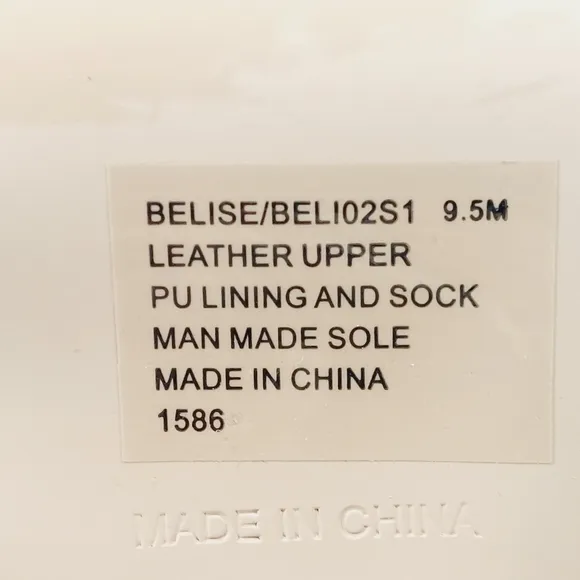 BELISE/BELI02S1 9.5M
LEATHER UPPER
PU LINING AND SOCK
MAN MADE SOLE
MADE IN CHINA
1586
MADE IN CHINA